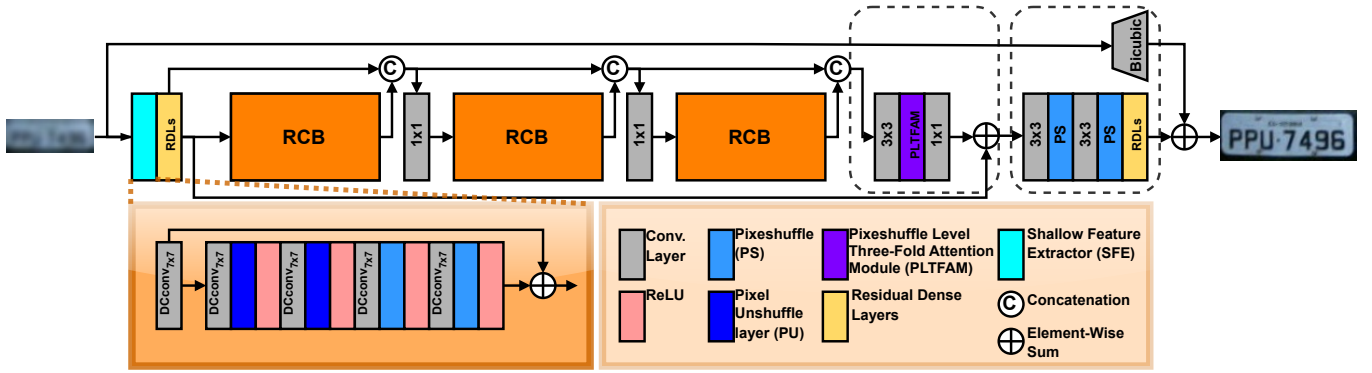 Bicubic
C
C
C
RDLs
RCB
1x1
RCB
1x1
RCB
3x3
PLTFAM
1x1
3x3
PS
3x3
PS
RDLs
PPU·7496
DCconv7x7
DCconv7x7
DCconv7x7
DCconv7x7
DCconv7x7
Conv.
Layer
Pixeshuffle
(PS)
Pixeshuffle Level
Three-Fold Attention
Module (PLTFAM)
Shallow Feature
Extractor (SFE)
ReLU
Pixel
Unshuffle
layer (PU)
Residual Dense
Layers
C
Concatenation
Element-Wise
Sum